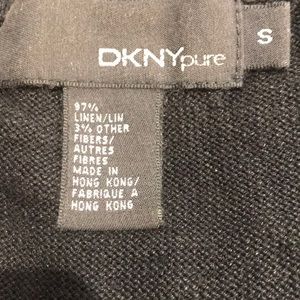 DKNYpure
S
97%
LINEN/LIN
3% OTHER
FIBERS/
AUTRES
FIBRES
MADE IN
HONG KONG/
FABRIQUE A
HONG KONG